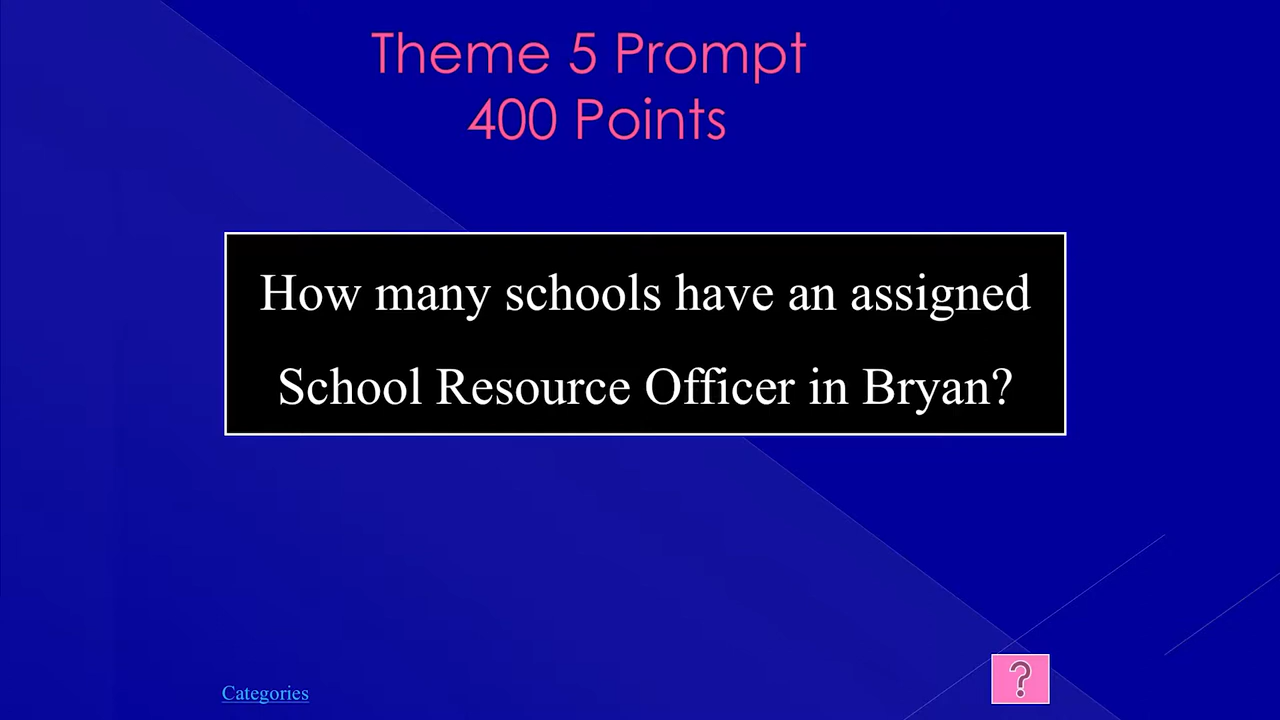 Theme 5 Prompt
400 Points
How many schools have an assigned
School Resource Officer in Bryan?
Categories
?